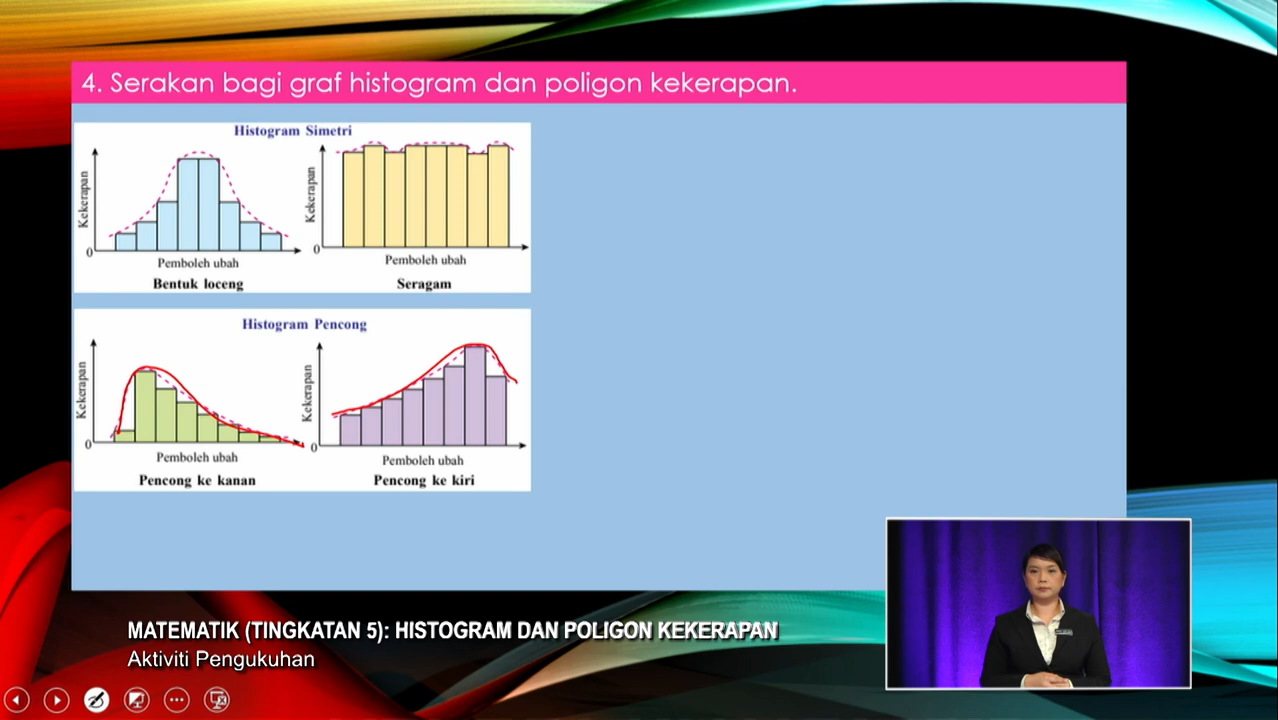 4. Serakan bagi graf histogram dan poligon kekerapan.
Histogram Simetri
Kekerapan
0
Pemboleh ubah
Bentuk loceng
Kekerapan
0
Pemboleh ubah
Seragam
Histogram Pencong
Kekerapan
0
Pemboleh ubah
Pencong ke kanan
Kekerapan
0
Pemboleh ubah
Pencong ke kiri
MATEMATIK (TINGKATAN 5): HISTOGRAM DAN POLIGON KEKERAPAN
Aktiviti Pengukuhan